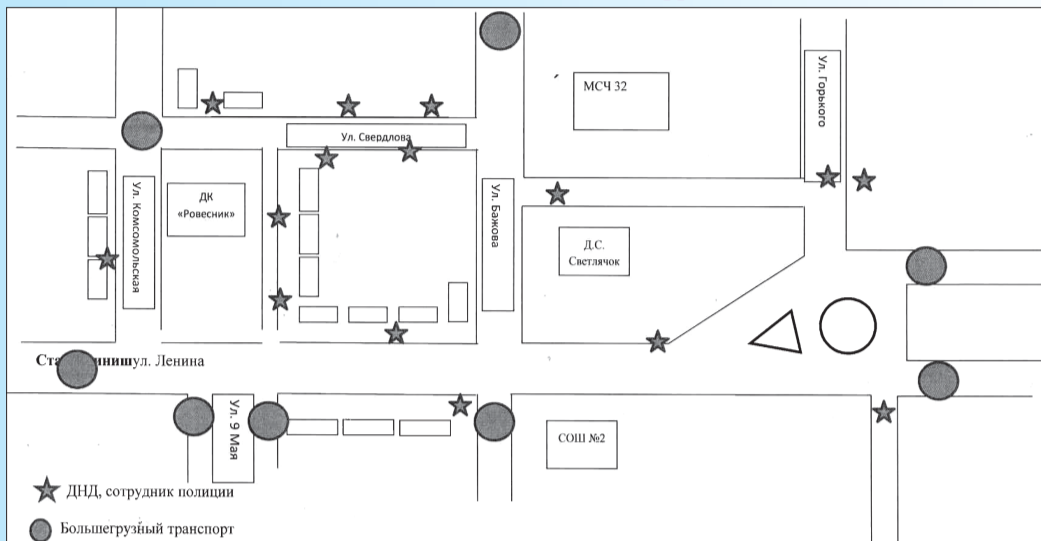 МСЧ 32
Ул. Горького
Ул. Свердлова
Ул. Комсомольская
ДК
«Ровесник»
Ул. Бажова
Д.С.
Светлячок
ул. Ленина
Ул. 9 Мая
СОШ №2
ДНД, сотрудник полиции
Большегрузный транспорт